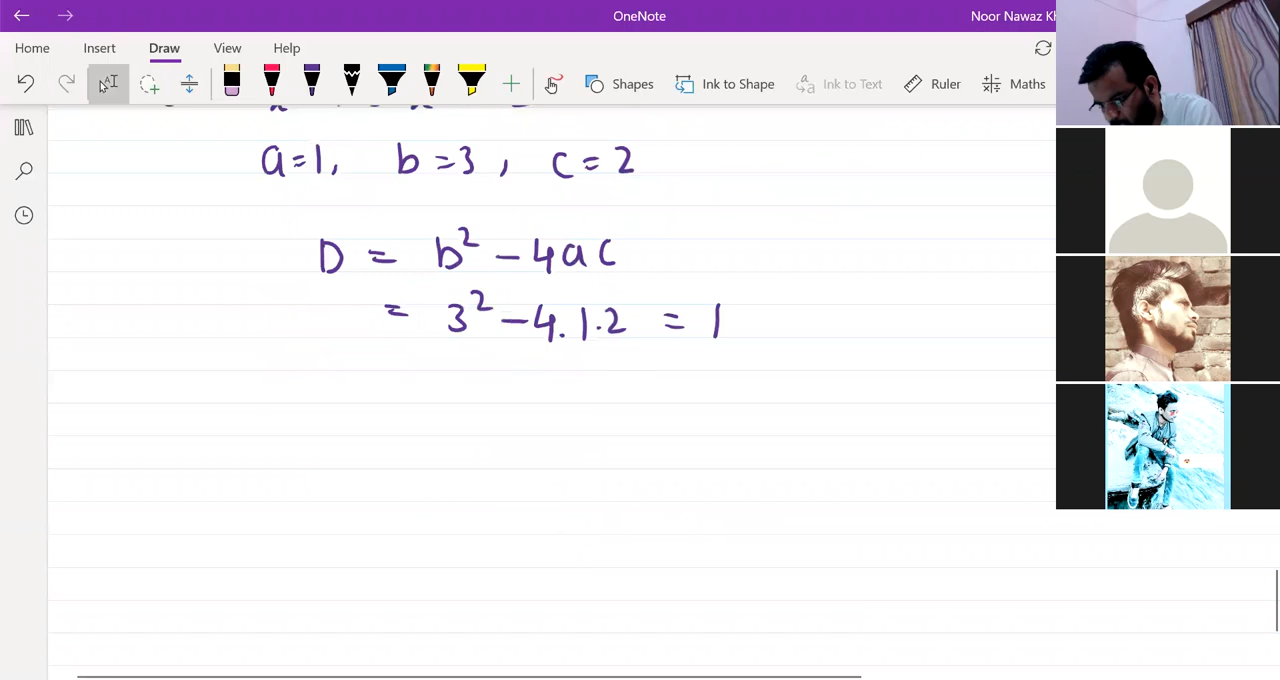 OneNote
Noor Nawaz Kh
Home Insert Draw View Help
Shapes Ink to Shape Ink to Text Ruler Maths
a=1, b=3, c=2
D = b² - 4ac
= 3² - 4.1.2 = 1